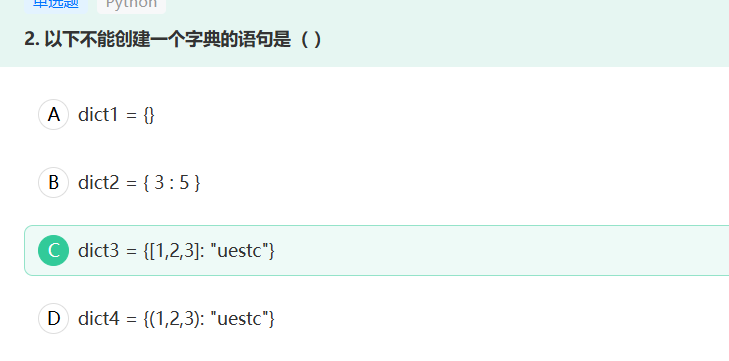 单选题 Python
2. 以下不能创建一个字典的语句是（ ）
A dict1 = {}
B dict2 = { 3 : 5 }
C dict3 = {[1,2,3]: "uestc"}
D dict4 = {(1,2,3): "uestc"}